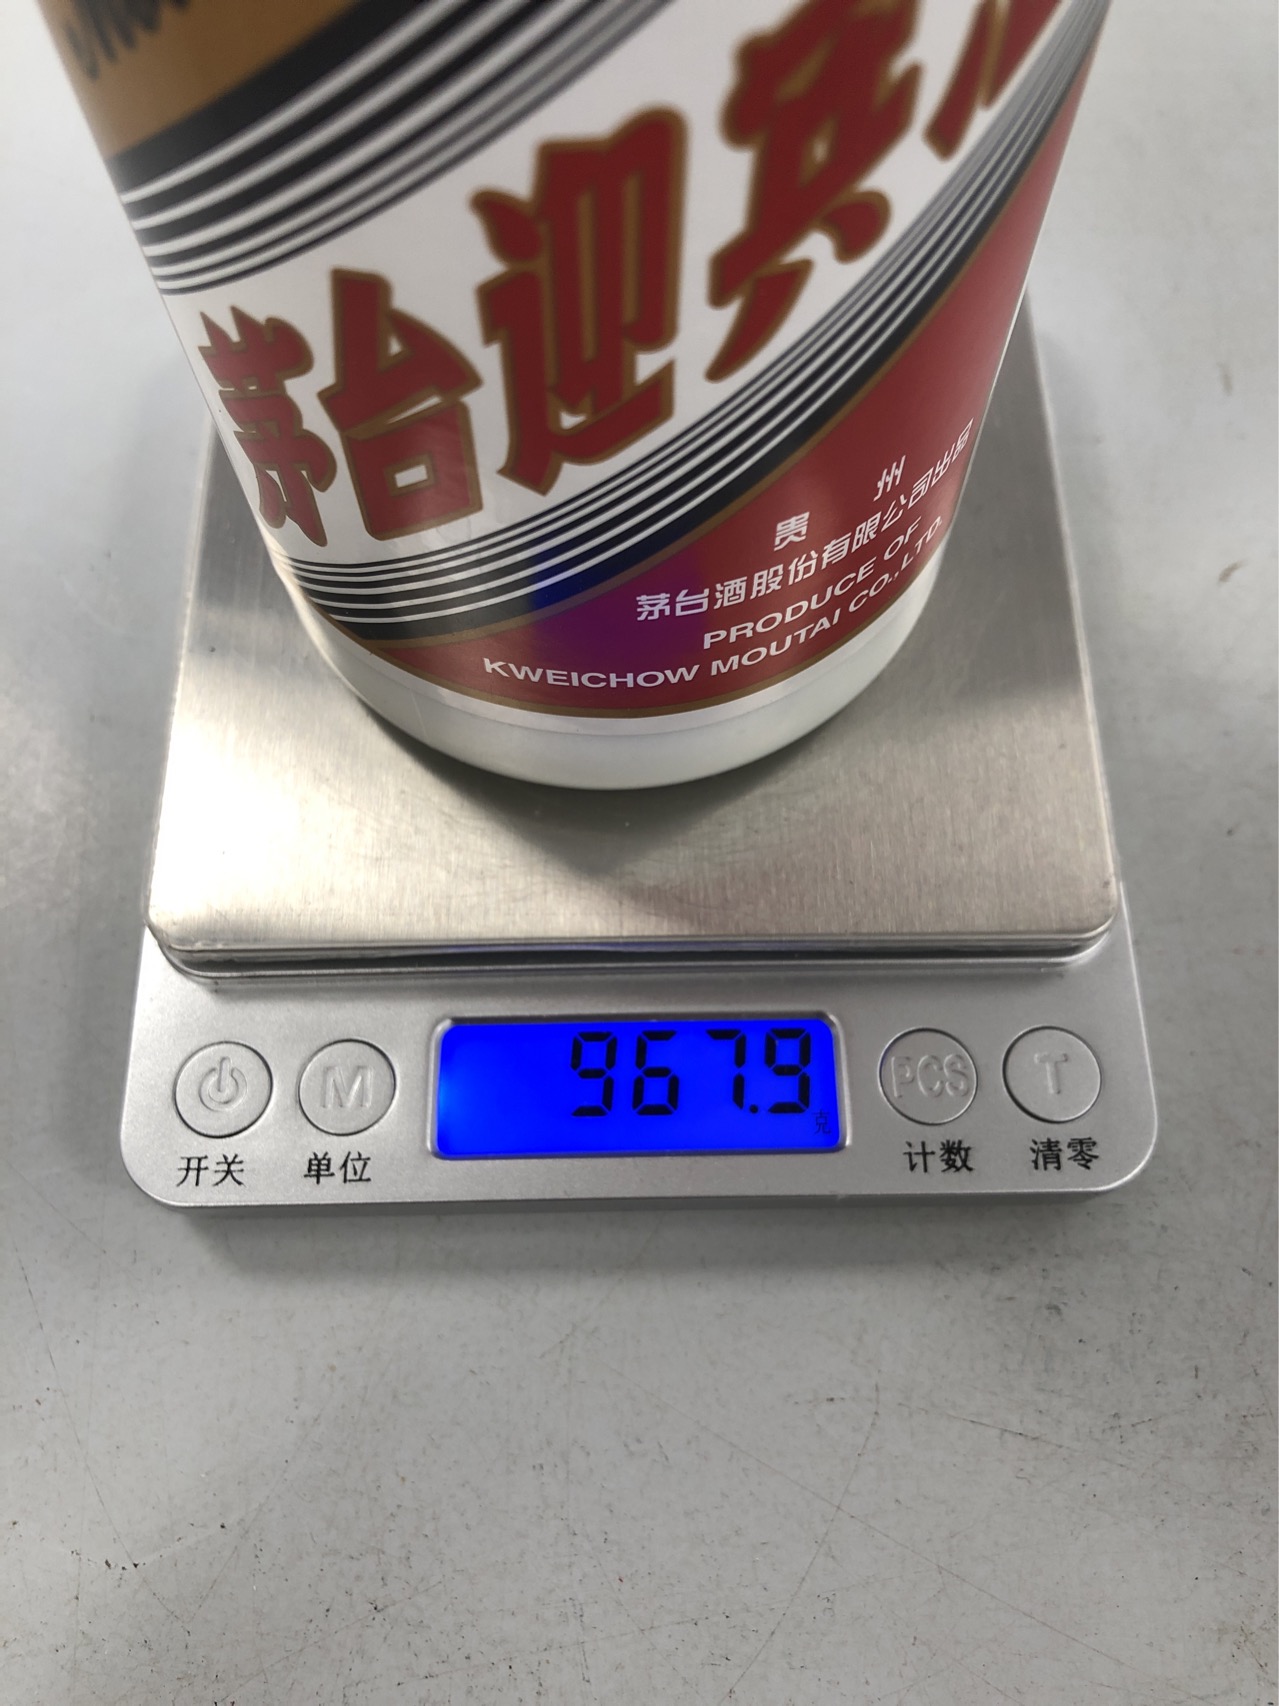 茅台迎宾
贵州
茅台酒股份有限公司出品
PRODUCE OF
KWEICHOW MOUTAI CO.,LTD.
967.9
克
M
PCS
T
开关
单位
计数
清零